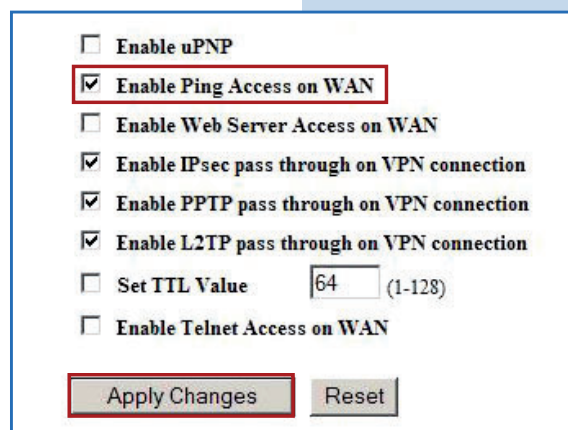 Enable uPNP
Enable Ping Access on WAN
Enable Web Server Access on WAN
Enable IPsec pass through on VPN connection
Enable PPTP pass through on VPN connection
Enable L2TP pass through on VPN connection
Set TTL Value 64 (1-128)
Enable Telnet Access on WAN
Apply Changes Reset